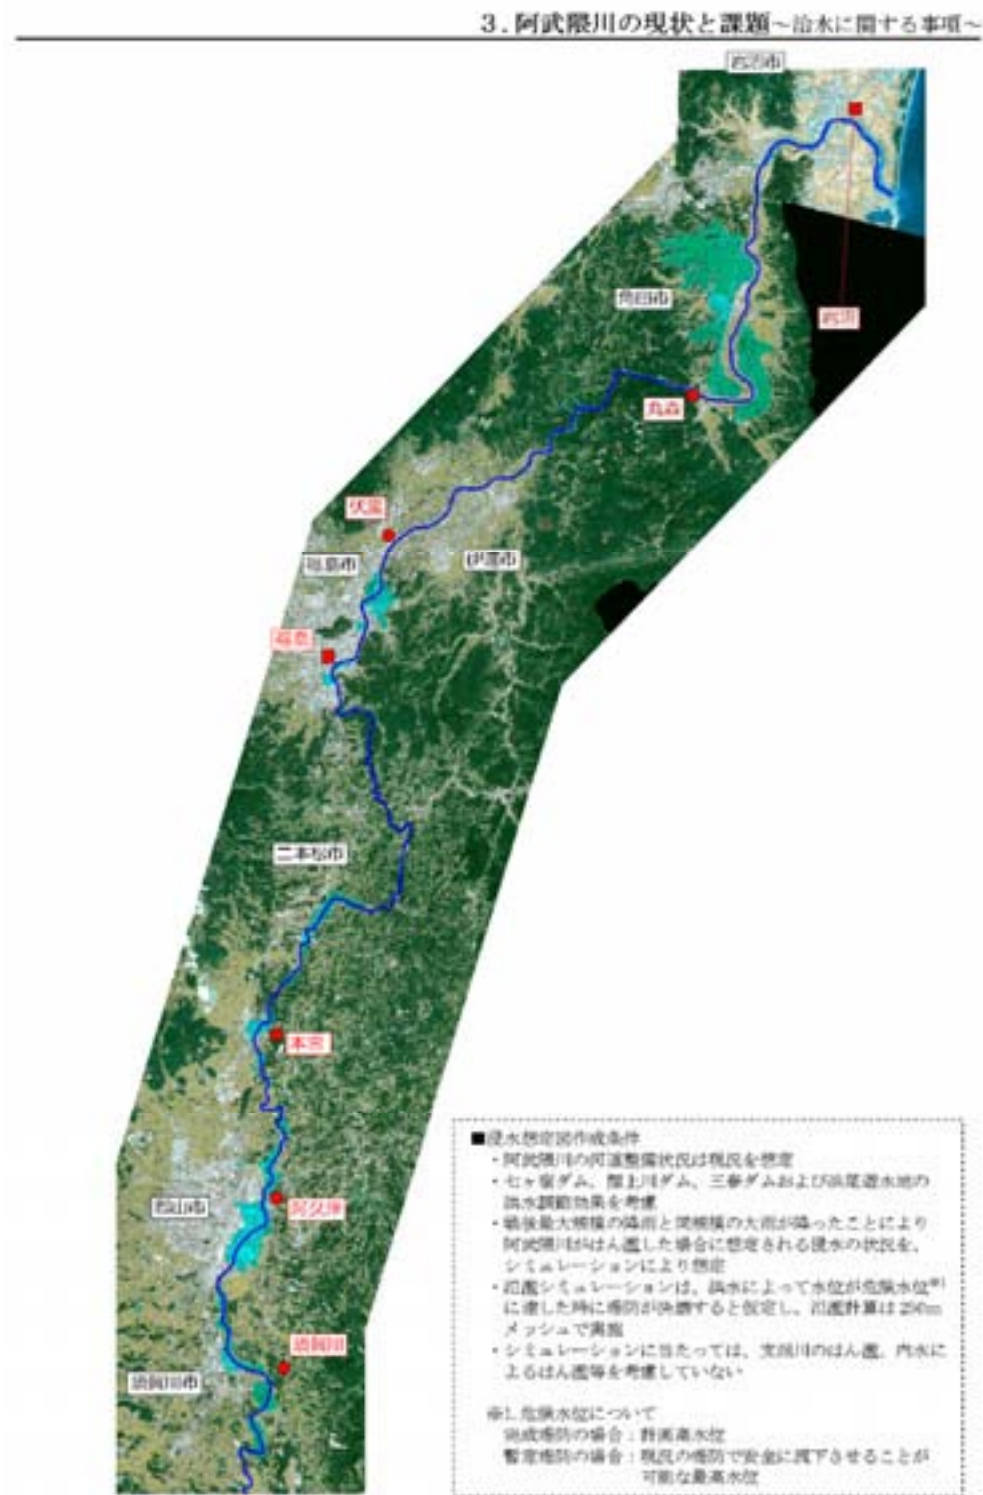 3. 阿武隈川の現状と課題～治水に関する事項～
岩沼市
角田市
岩沼
丸森
伏黒
福島市
伊達市
福島
二本松市
本宮
郡山市
阿久津
須賀川
須賀川市
■浸水想定図作成条件
・阿武隈川の河道整備状況は現況を想定
・七ヶ宿ダム、摺上川ダム、三春ダムおよび浜尾遊水地の
洪水調節効果を考慮
・戦後最大規模の降雨と同規模の大雨が降ったことにより
阿武隈川がはん濫した場合に想定される浸水の状況を、
シミュレーションにより想定
・氾濫シミュレーションは、洪水によって水位が危険水位※1
に達した時に堤防が決壊すると仮定し、氾濫計算は250m
メッシュで実施
・シミュレーションに当たっては、支派川のはん濫、内水に
よるはん濫等を考慮していない
※1.危険水位について
完成堤防の場合：計画高水位
暫定堤防の場合：現況の堤防で安全に流下させることが
可能な最高水位